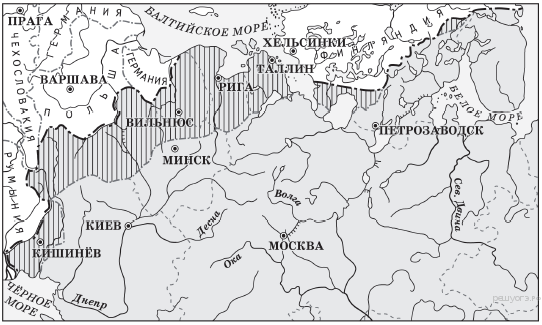 ПРАГА
ГЕРМАНИЯ
БАЛТИЙСКОЕ МОРЕ
ХЕЛЬСИНКИ
ФИНЛЯНДИЯ
ЧЕХОСЛОВАКИЯ
ВАРШАВА
ПОЛЬША
ГЕРМАНИЯ
ТАЛЛИН
РИГА
БЕЛОЕ МОРЕ
ВИЛЬНЮС
ПЕТРОЗАВОДСК
МИНСК
РУМЫНИЯ
Волга
Сев. Двина
КИЕВ
Десна
МОСКВА
КИШИНЁВ
Ока
ЧЁРНОЕ
МОРЕ
Днепр